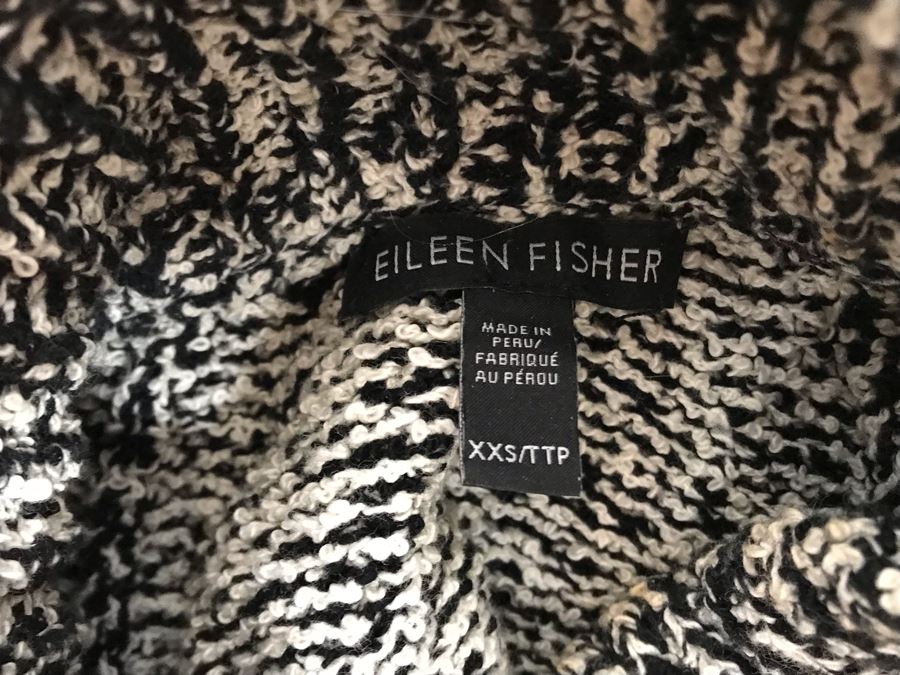 EILEEN FISHER
MADE IN
PERU/
FABRIQUÉ
AU PÉROU
XXS/TTP